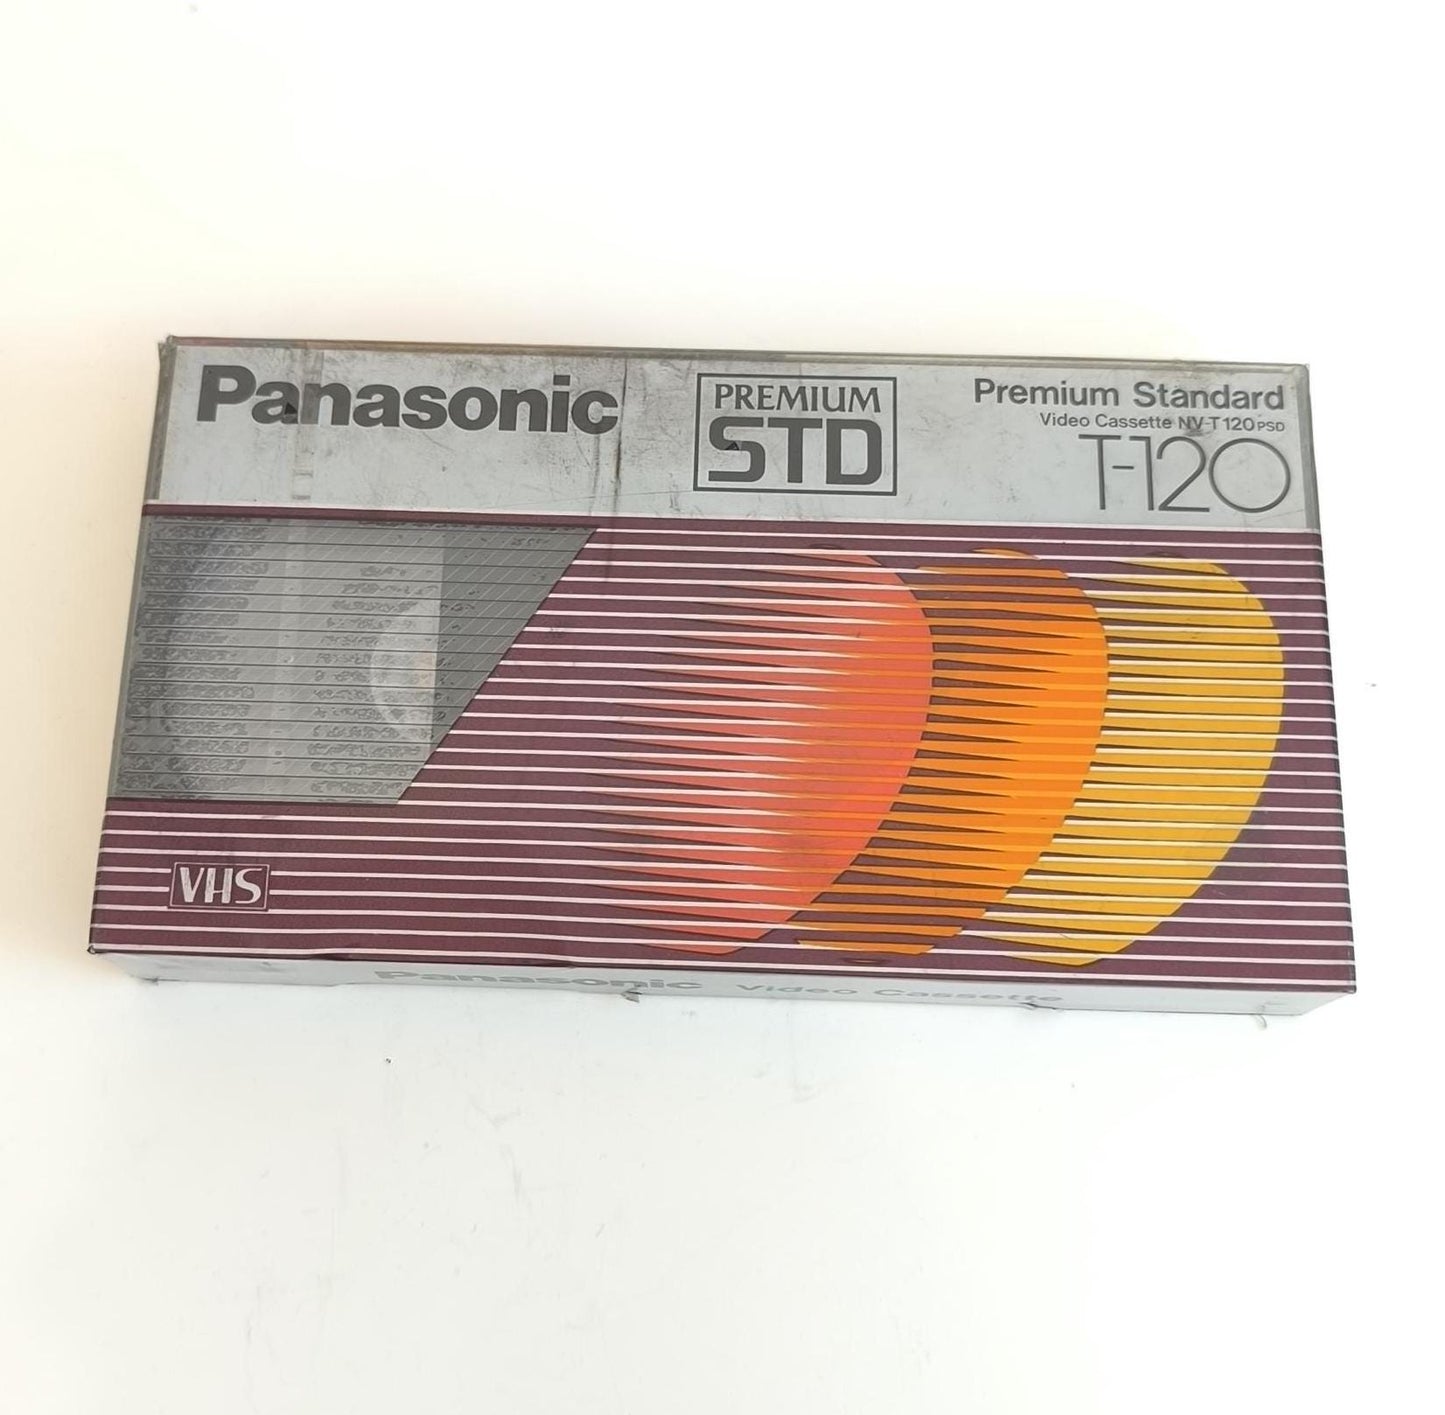 Panasonic
PREMIUM
STD
Premium Standard
Video Cassette NV-T120PSD
T-120
VHS
Panasonic Video Cassette